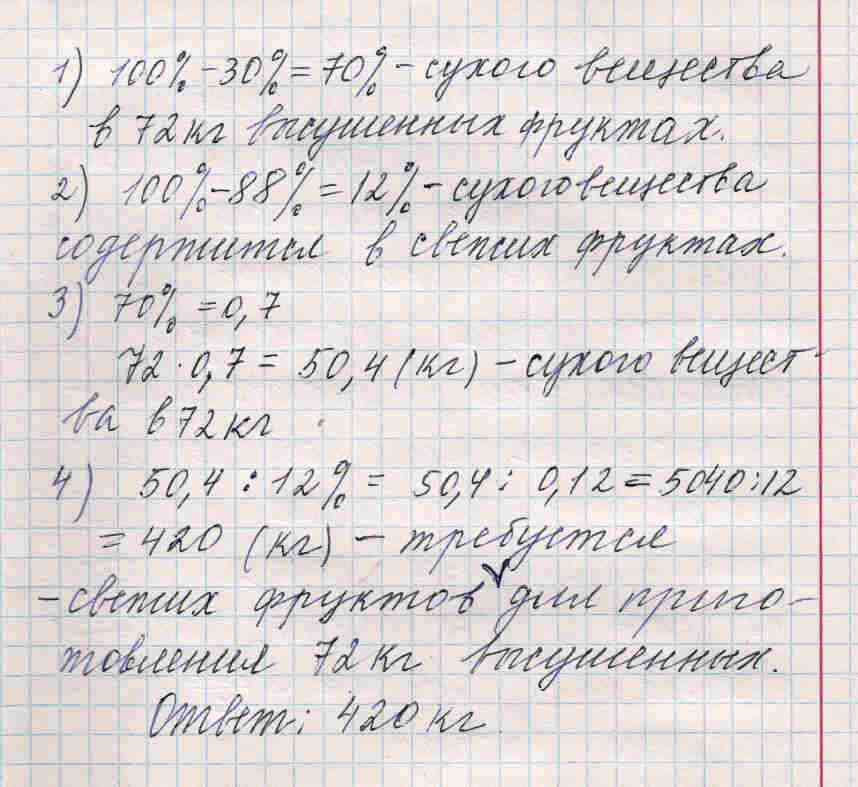 1) 100% - 30% = 70% - сухого вещества
в 72 кг высушенных фруктах.
2) 100% - 88% = 12% - сухого вещества
содержится в свежих фруктах.
3) 70% = 0,7
72 · 0,7 = 50,4 (кг) - сухого вещест-
ва в 72 кг
4) 50,4 : 12% = 50,4 : 0,12 = 5040 : 12
= 420 (кг) - требуется
- свежих фруктов для приго-
товления 72 кг высушенных.
Ответ: 420 кг